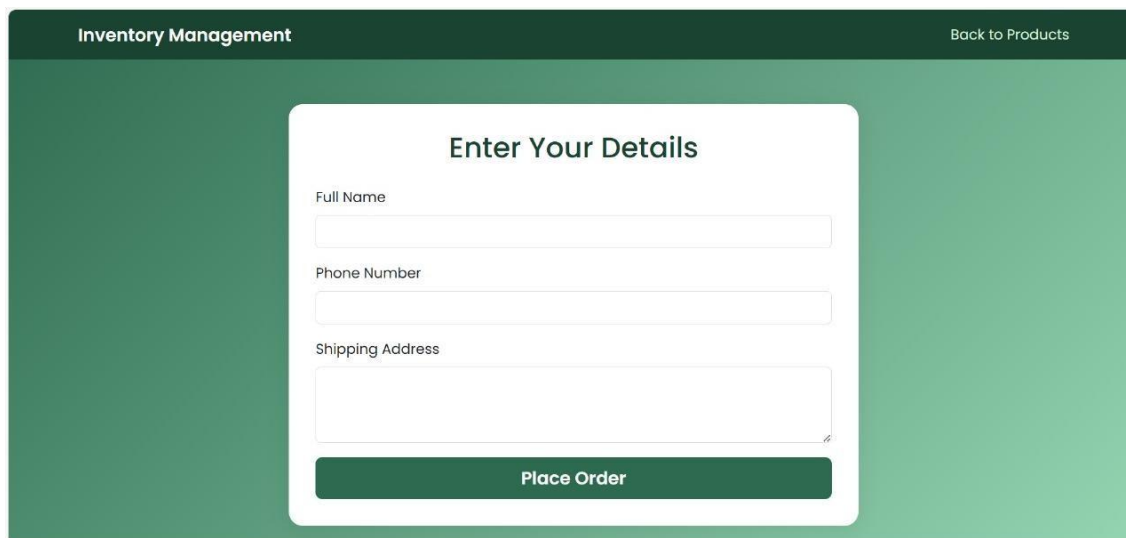 Inventory Management
Back to Products
Enter Your Details
Full Name
Phone Number
Shipping Address
Place Order